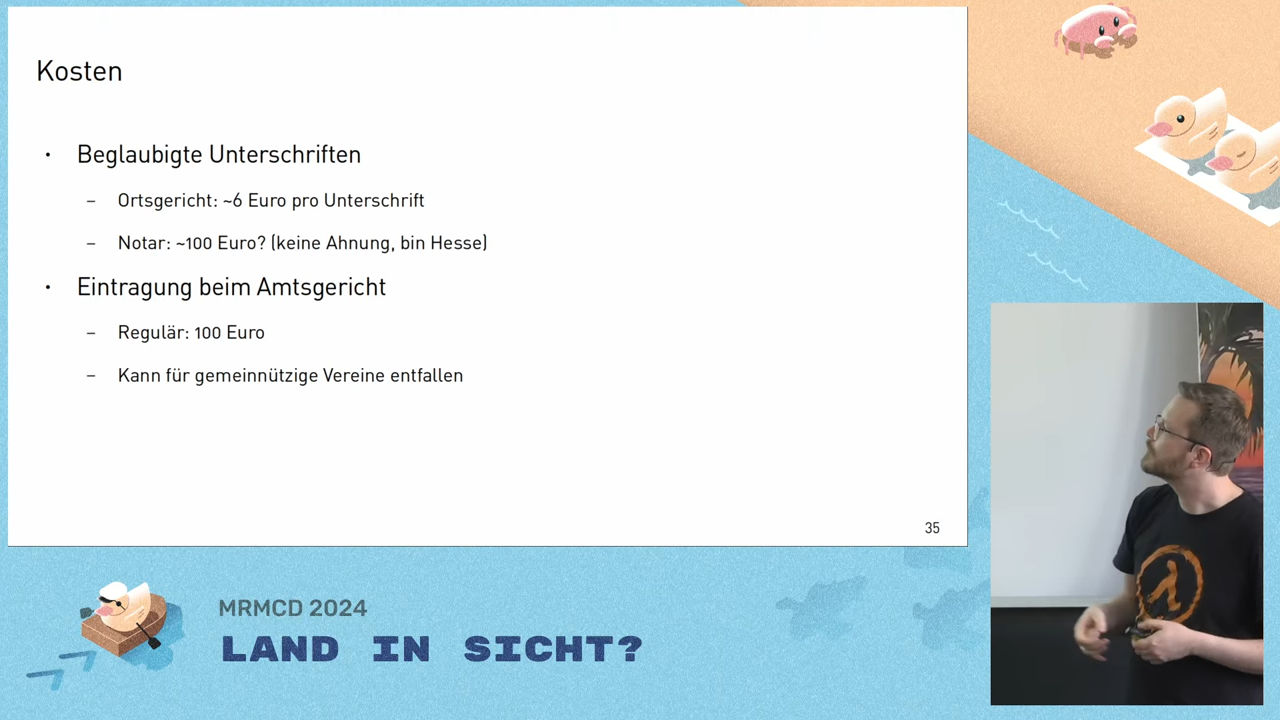 Kosten
• Beglaubigte Unterschriften
– Ortsgericht: ~6 Euro pro Unterschrift
– Notar: ~100 Euro? (keine Ahnung, bin Hesse)
• Eintragung beim Amtsgericht
– Regulär: 100 Euro
– Kann für gemeinnützige Vereine entfallen
35
MRMCD 2024
LAND IN SICHT?
λ